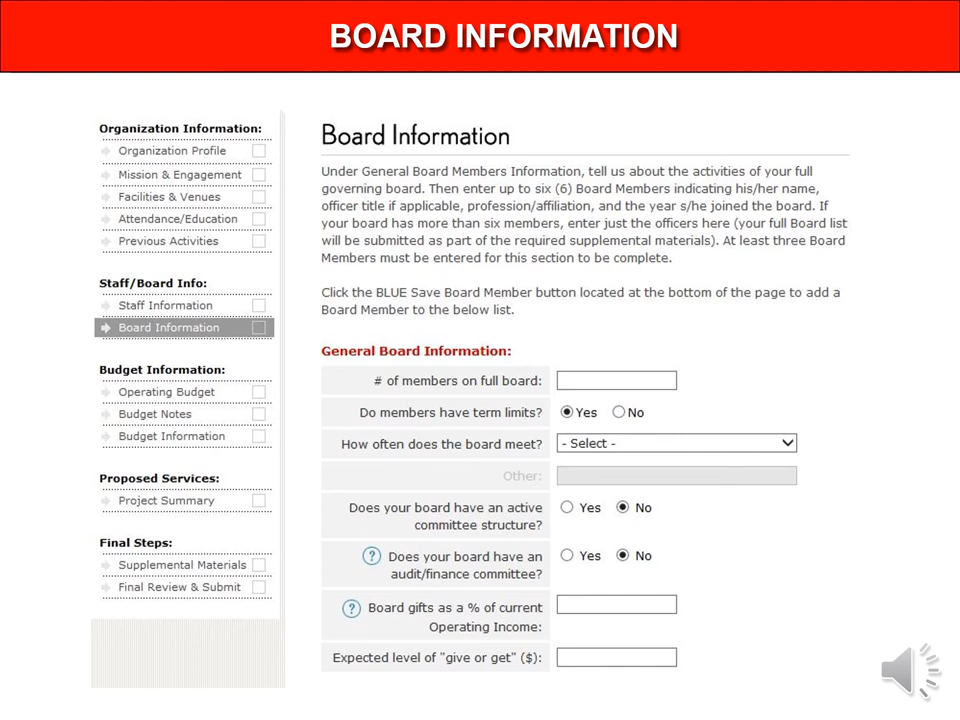 BOARD INFORMATION
Organization Information:
Organization Profile
Mission & Engagement
Facilities & Venues
Attendance/Education
Previous Activities
Staff/Board Info:
Staff Information
Board Information
Budget Information:
Operating Budget
Budget Notes
Budget Information
Proposed Services:
Project Summary
Final Steps:
Supplemental Materials
Final Review & Submit
Board Information
Under General Board Members Information, tell us about the activities of your full
governing board. Then enter up to six (6) Board Members indicating his/her name,
officer title if applicable, profession/affiliation, and the year s/he joined the board. If
your board has more than six members, enter just the officers here (your full Board list
will be submitted as part of the required supplemental materials). At least three Board
Members must be entered for this section to be complete.
Click the BLUE Save Board Member button located at the bottom of the page to add a
Board Member to the below list.
General Board Information:
# of members on full board:
Do members have term limits? Yes No
How often does the board meet? - Select -
Other:
Does your board have an active
committee structure? Yes No
? Does your board have an
audit/finance committee? Yes No
? Board gifts as a % of current
Operating Income:
Expected level of "give or get" ($):